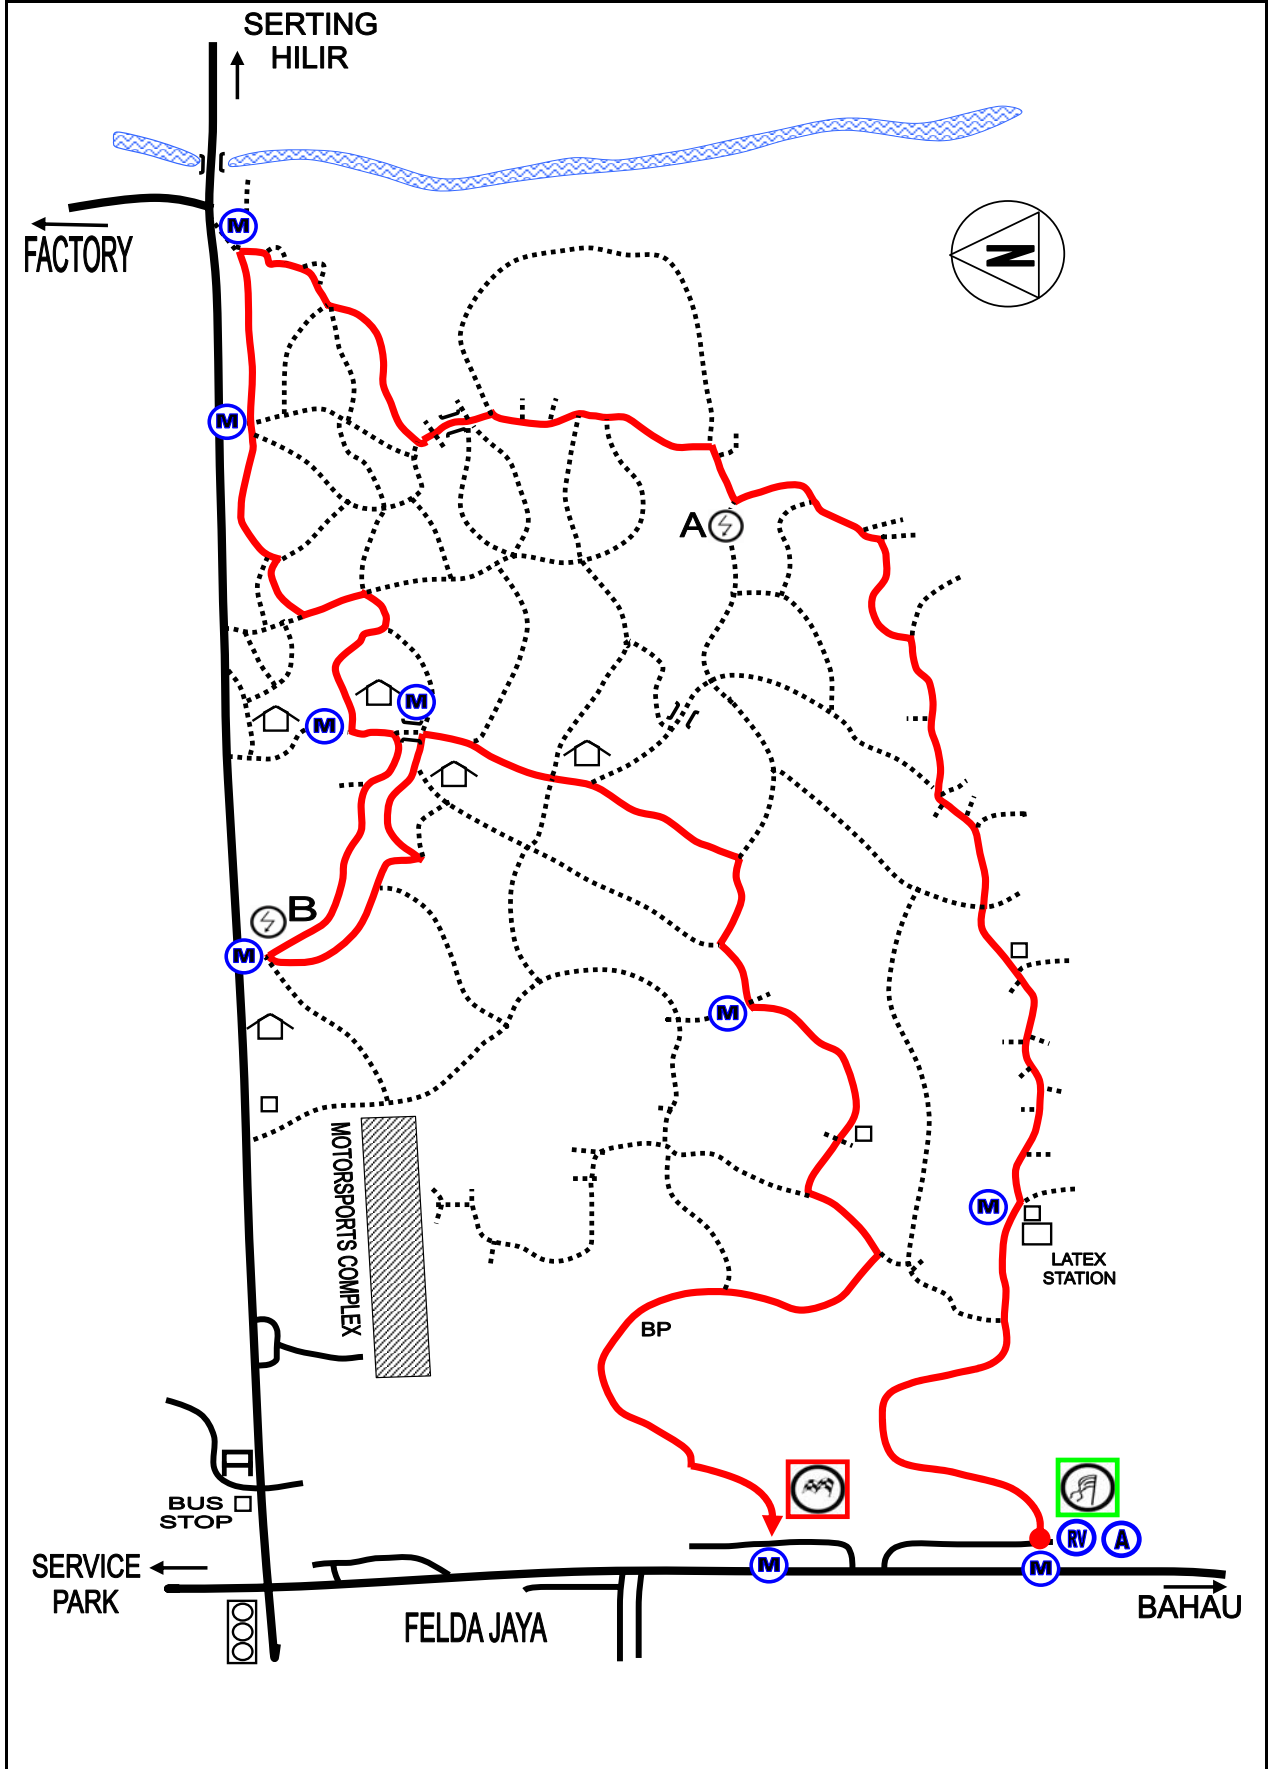 SERTING
HILIR
M
FACTORY
N
M
A
M
M
B
M
M
MOTORSPORTS COMPLEX
M
LATEX
STATION
BP
BUS
STOP
RV
A
SERVICE
PARK
M
M
BAHAU
FELDA JAYA